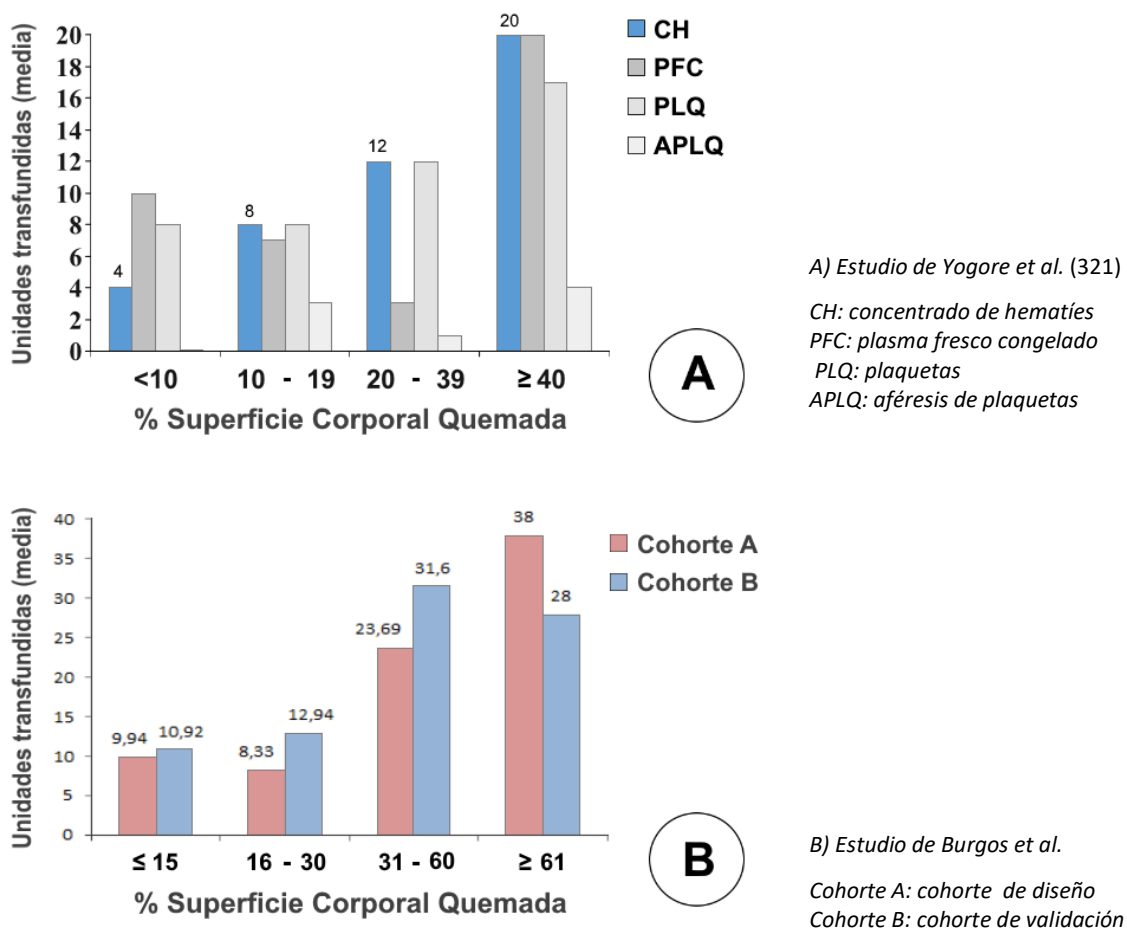 Unidades transfundidas (media)
20
18
16
14
12
10
8
6
4
2
0
4
8
12
20
<10
10 - 19
20 - 39
≥ 40
% Superficie Corporal Quemada
CH
PFC
PLQ
APLQ
A
A) Estudio de Yogore et al. (321)
CH: concentrado de hematíes
PFC: plasma fresco congelado
PLQ: plaquetas
APLQ: aféresis de plaquetas
Unidades transfundidas (media)
40
35
30
25
20
15
10
5
0
9,94
10,92
8,33
12,94
23,69
31,6
38
28
≤ 15
16 - 30
31 - 60
≥ 61
% Superficie Corporal Quemada
Cohorte A
Cohorte B
B
B) Estudio de Burgos et al.
Cohorte A: cohorte de diseño
Cohorte B: cohorte de validación